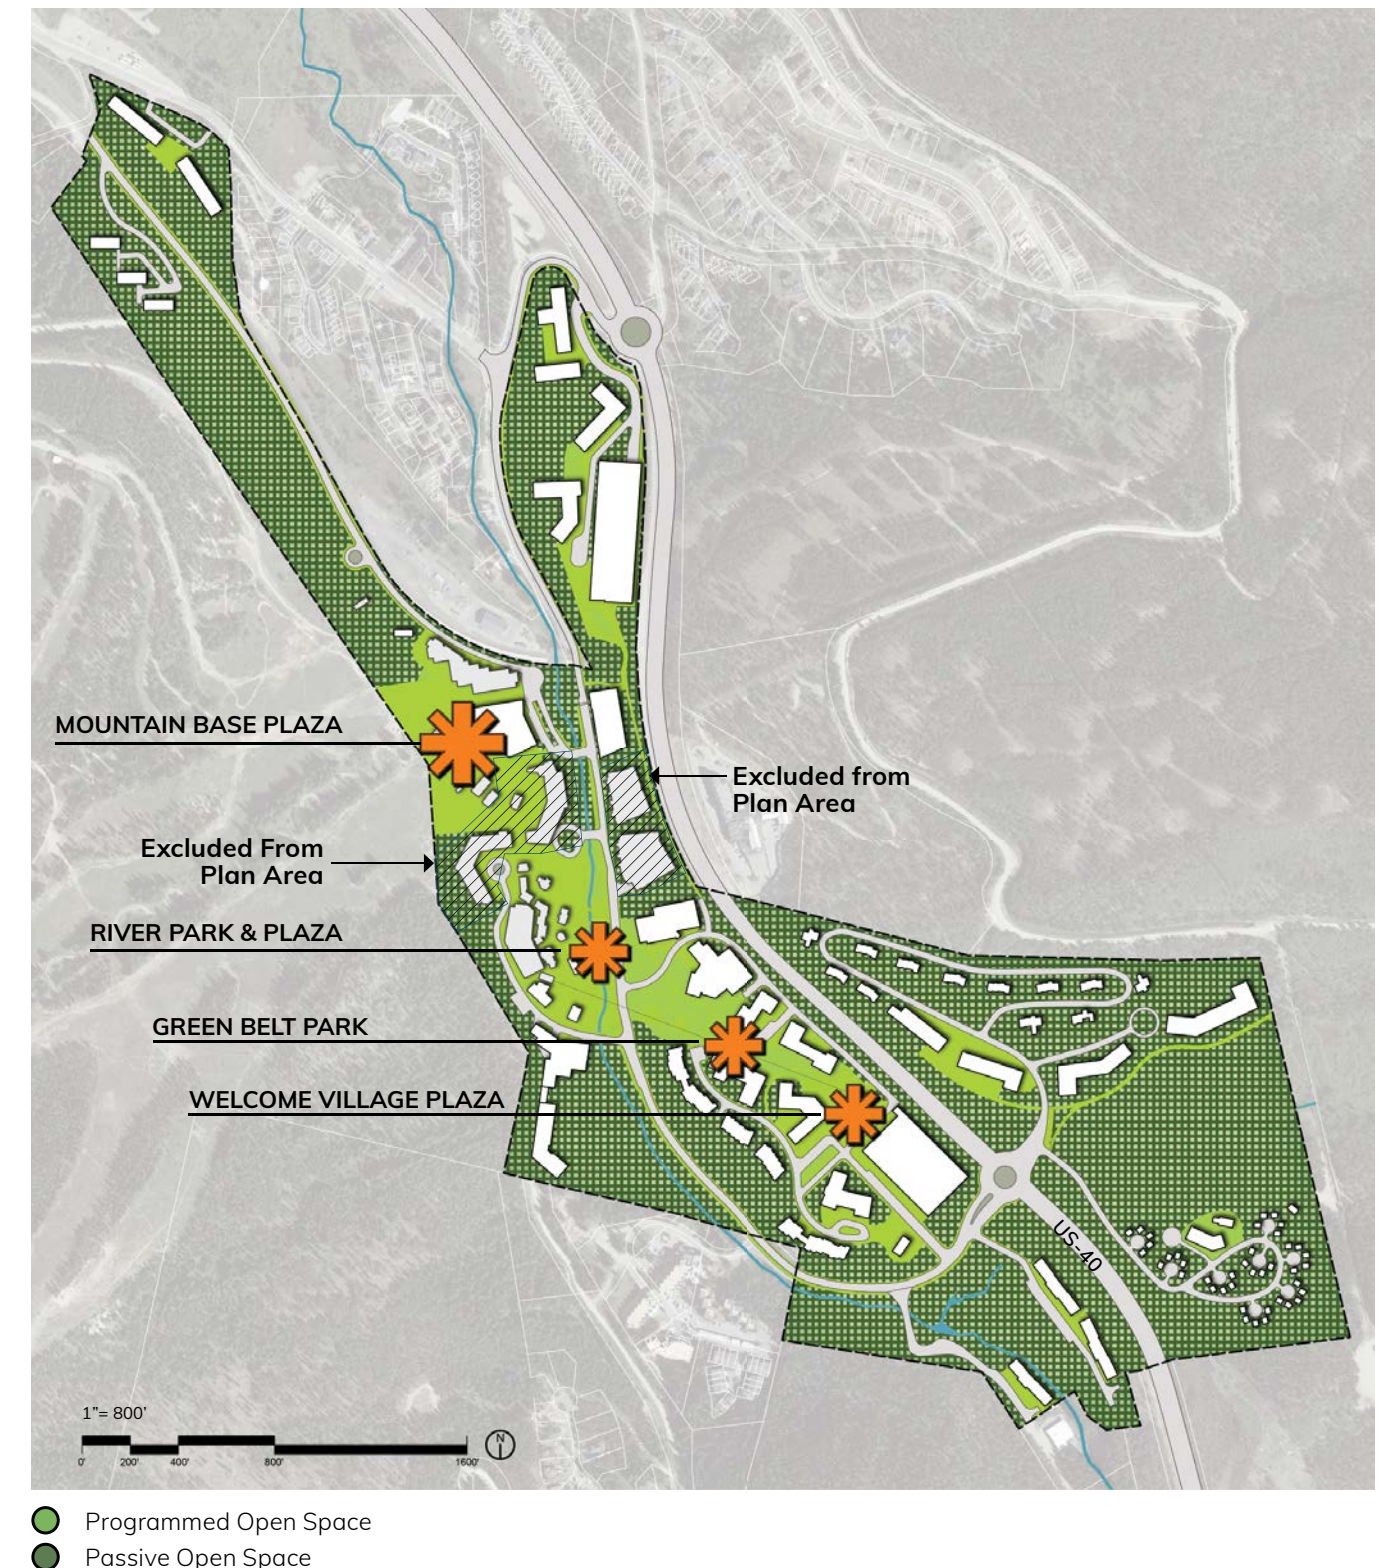 MOUNTAIN BASE PLAZA
Excluded from
Plan Area
Excluded From
Plan Area
RIVER PARK & PLAZA
GREEN BELT PARK
WELCOME VILLAGE PLAZA
US-40
1”= 800’
0' 200' 400' 800' 1600'
N
Programmed Open Space
Passive Open Space